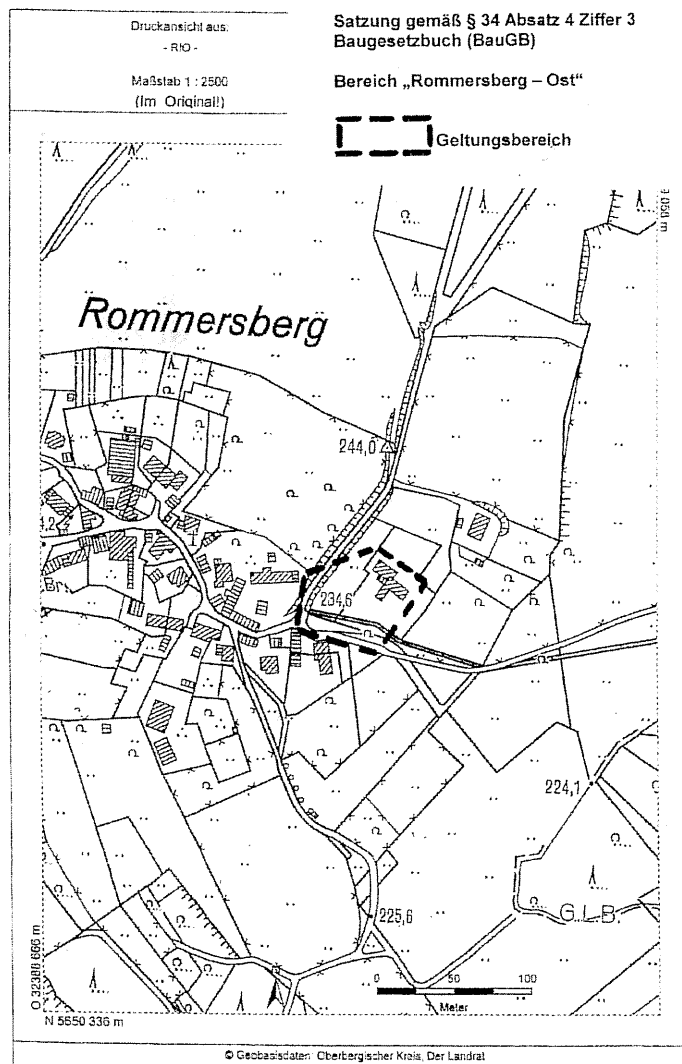 Druckansicht aus:
- RIO -
Maßstab 1 : 2500
(Im Original!)
Satzung gemäß § 34 Absatz 4 Ziffer 3
Baugesetzbuch (BauGB)
Bereich „Rommersberg – Ost“
Geltungsbereich
Rommersberg
244,0
234,6
Br.
224,1
225,6
G.L.B.
0 50 100
Meter
O 32388 666 m
N 5650 336 m
© Geobasisdaten: Oberbergischer Kreis, Der Landrat